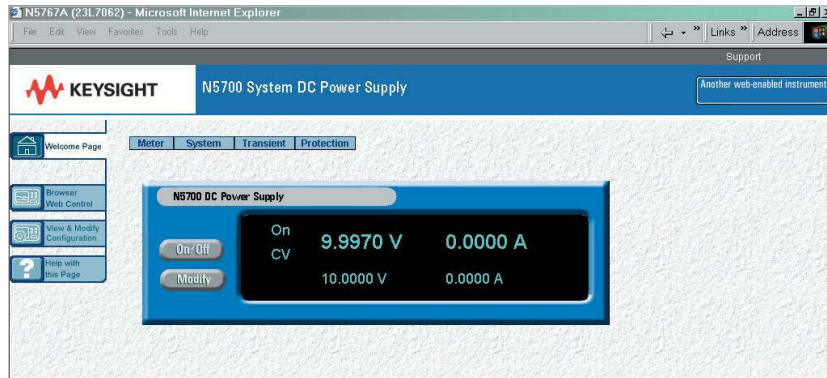 N5767A (23L7062) - Microsoft Internet Explorer
File Edit View Favorites Tools Help
Links » Address
Support
KEYSIGHT
N5700 System DC Power Supply
Another web-enabled instrument
Welcome Page
Meter System Transient Protection
Browser
Web Control
View & Modify
Configuration
Help with
this Page
N5700 DC Power Supply
On/Off
Modify
On
CV
9.9970 V 0.0000 A
10.0000 V 0.0000 A